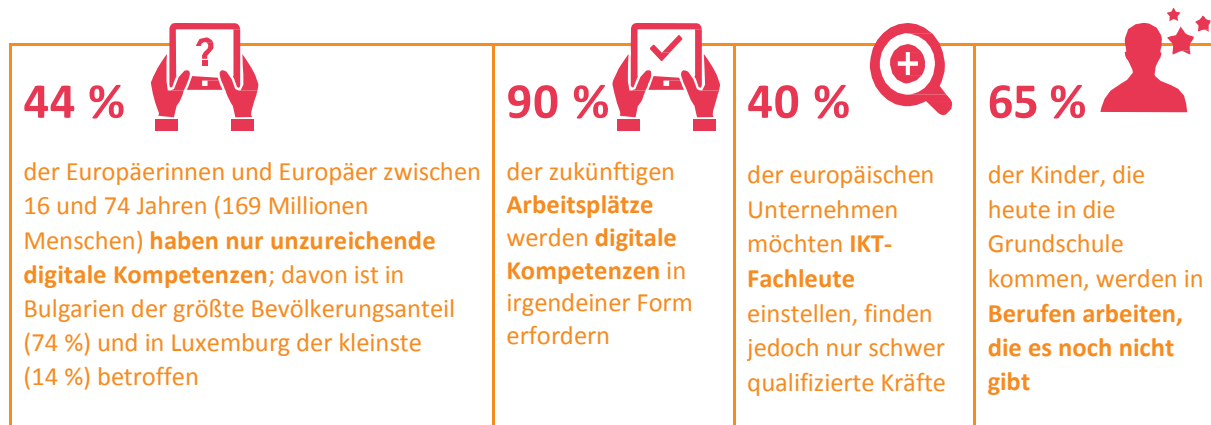 ?
44 %
der Europäerinnen und Europäer zwischen
16 und 74 Jahren (169 Millionen
Menschen) haben nur unzureichende
digitale Kompetenzen; davon ist in
Bulgarien der größte Bevölkerungsanteil
(74 %) und in Luxemburg der kleinste
(14 %) betroffen
90 %
der zukünftigen
Arbeitsplätze
werden digitale
Kompetenzen in
irgendeiner Form
erfordern
40 %
der europäischen
Unternehmen
möchten IKT-
Fachleute
einstellen, finden
jedoch nur schwer
qualifizierte Kräfte
65 %
der Kinder, die
heute in die
Grundschule
kommen, werden in
Berufen arbeiten,
die es noch nicht
gibt